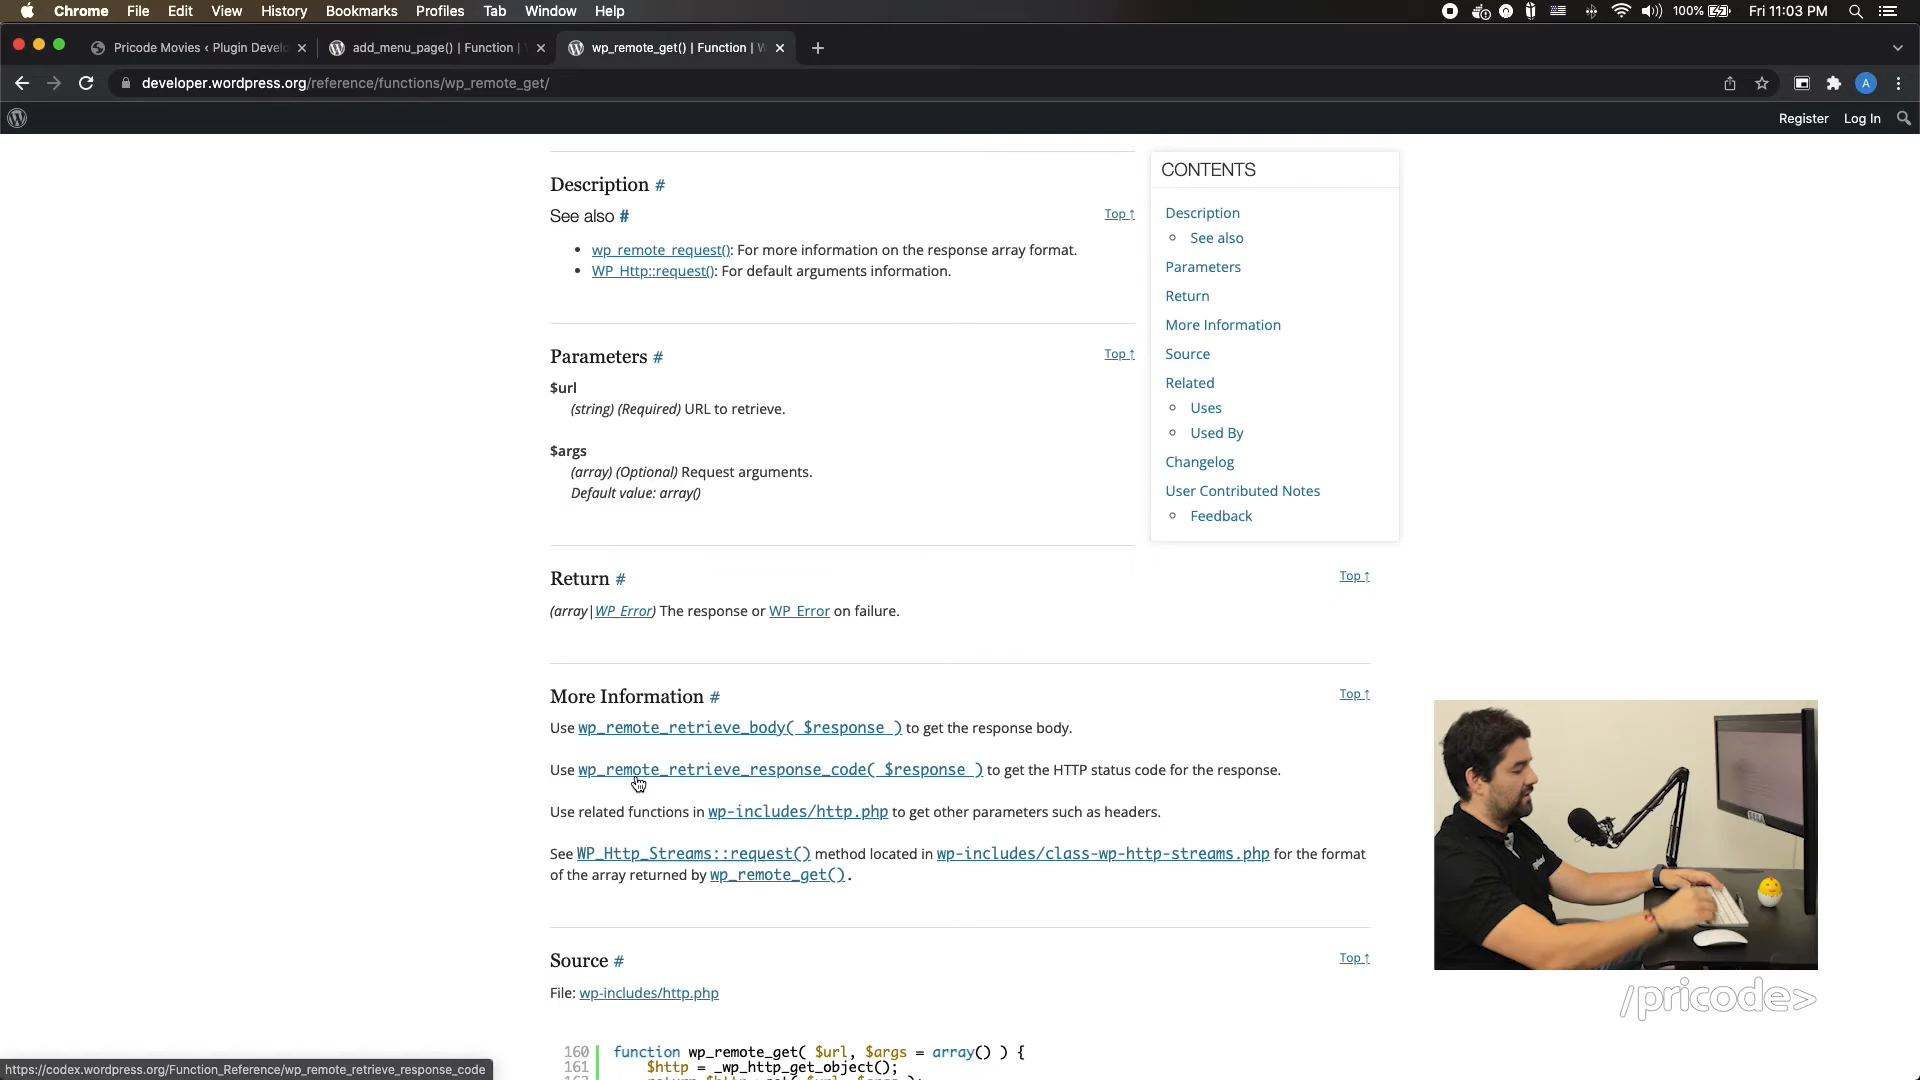 Chrome File Edit View History Bookmarks Profiles Tab Window Help 100% Fri 11:03 PM
Pricode Movies ‹ Plugin Develo
add_menu_page() | Function |
wp_remote_get() | Function | W
developer.wordpress.org/reference/functions/wp_remote_get/
A
Register Log In
Description #
See also #
Top ↑
• wp_remote_request(): For more information on the response array format.
• WP_Http::request(): For default arguments information.
Parameters #
Top ↑
$url
(string) (Required) URL to retrieve.
$args
(array) (Optional) Request arguments.
Default value: array()
Return #
Top ↑
(array|WP_Error) The response or WP_Error on failure.
More Information #
Top ↑
Use wp_remote_retrieve_body( $response ) to get the response body.
Use wp_remote_retrieve_response_code( $response ) to get the HTTP status code for the response.
Use related functions in wp-includes/http.php to get other parameters such as headers.
See WP_Http_Streams::request() method located in wp-includes/class-wp-http-streams.php for the format
of the array returned by wp_remote_get().
Source #
Top ↑
File: wp-includes/http.php
160 function wp_remote_get( $url, $args = array() ) {
161 $http = _wp_http_get_object();
CONTENTS
Description
See also
Parameters
Return
More Information
Source
Related
Uses
Used By
Changelog
User Contributed Notes
Feedback
/pricode>
https://codex.wordpress.org/Function_Reference/wp_remote_retrieve_response_code